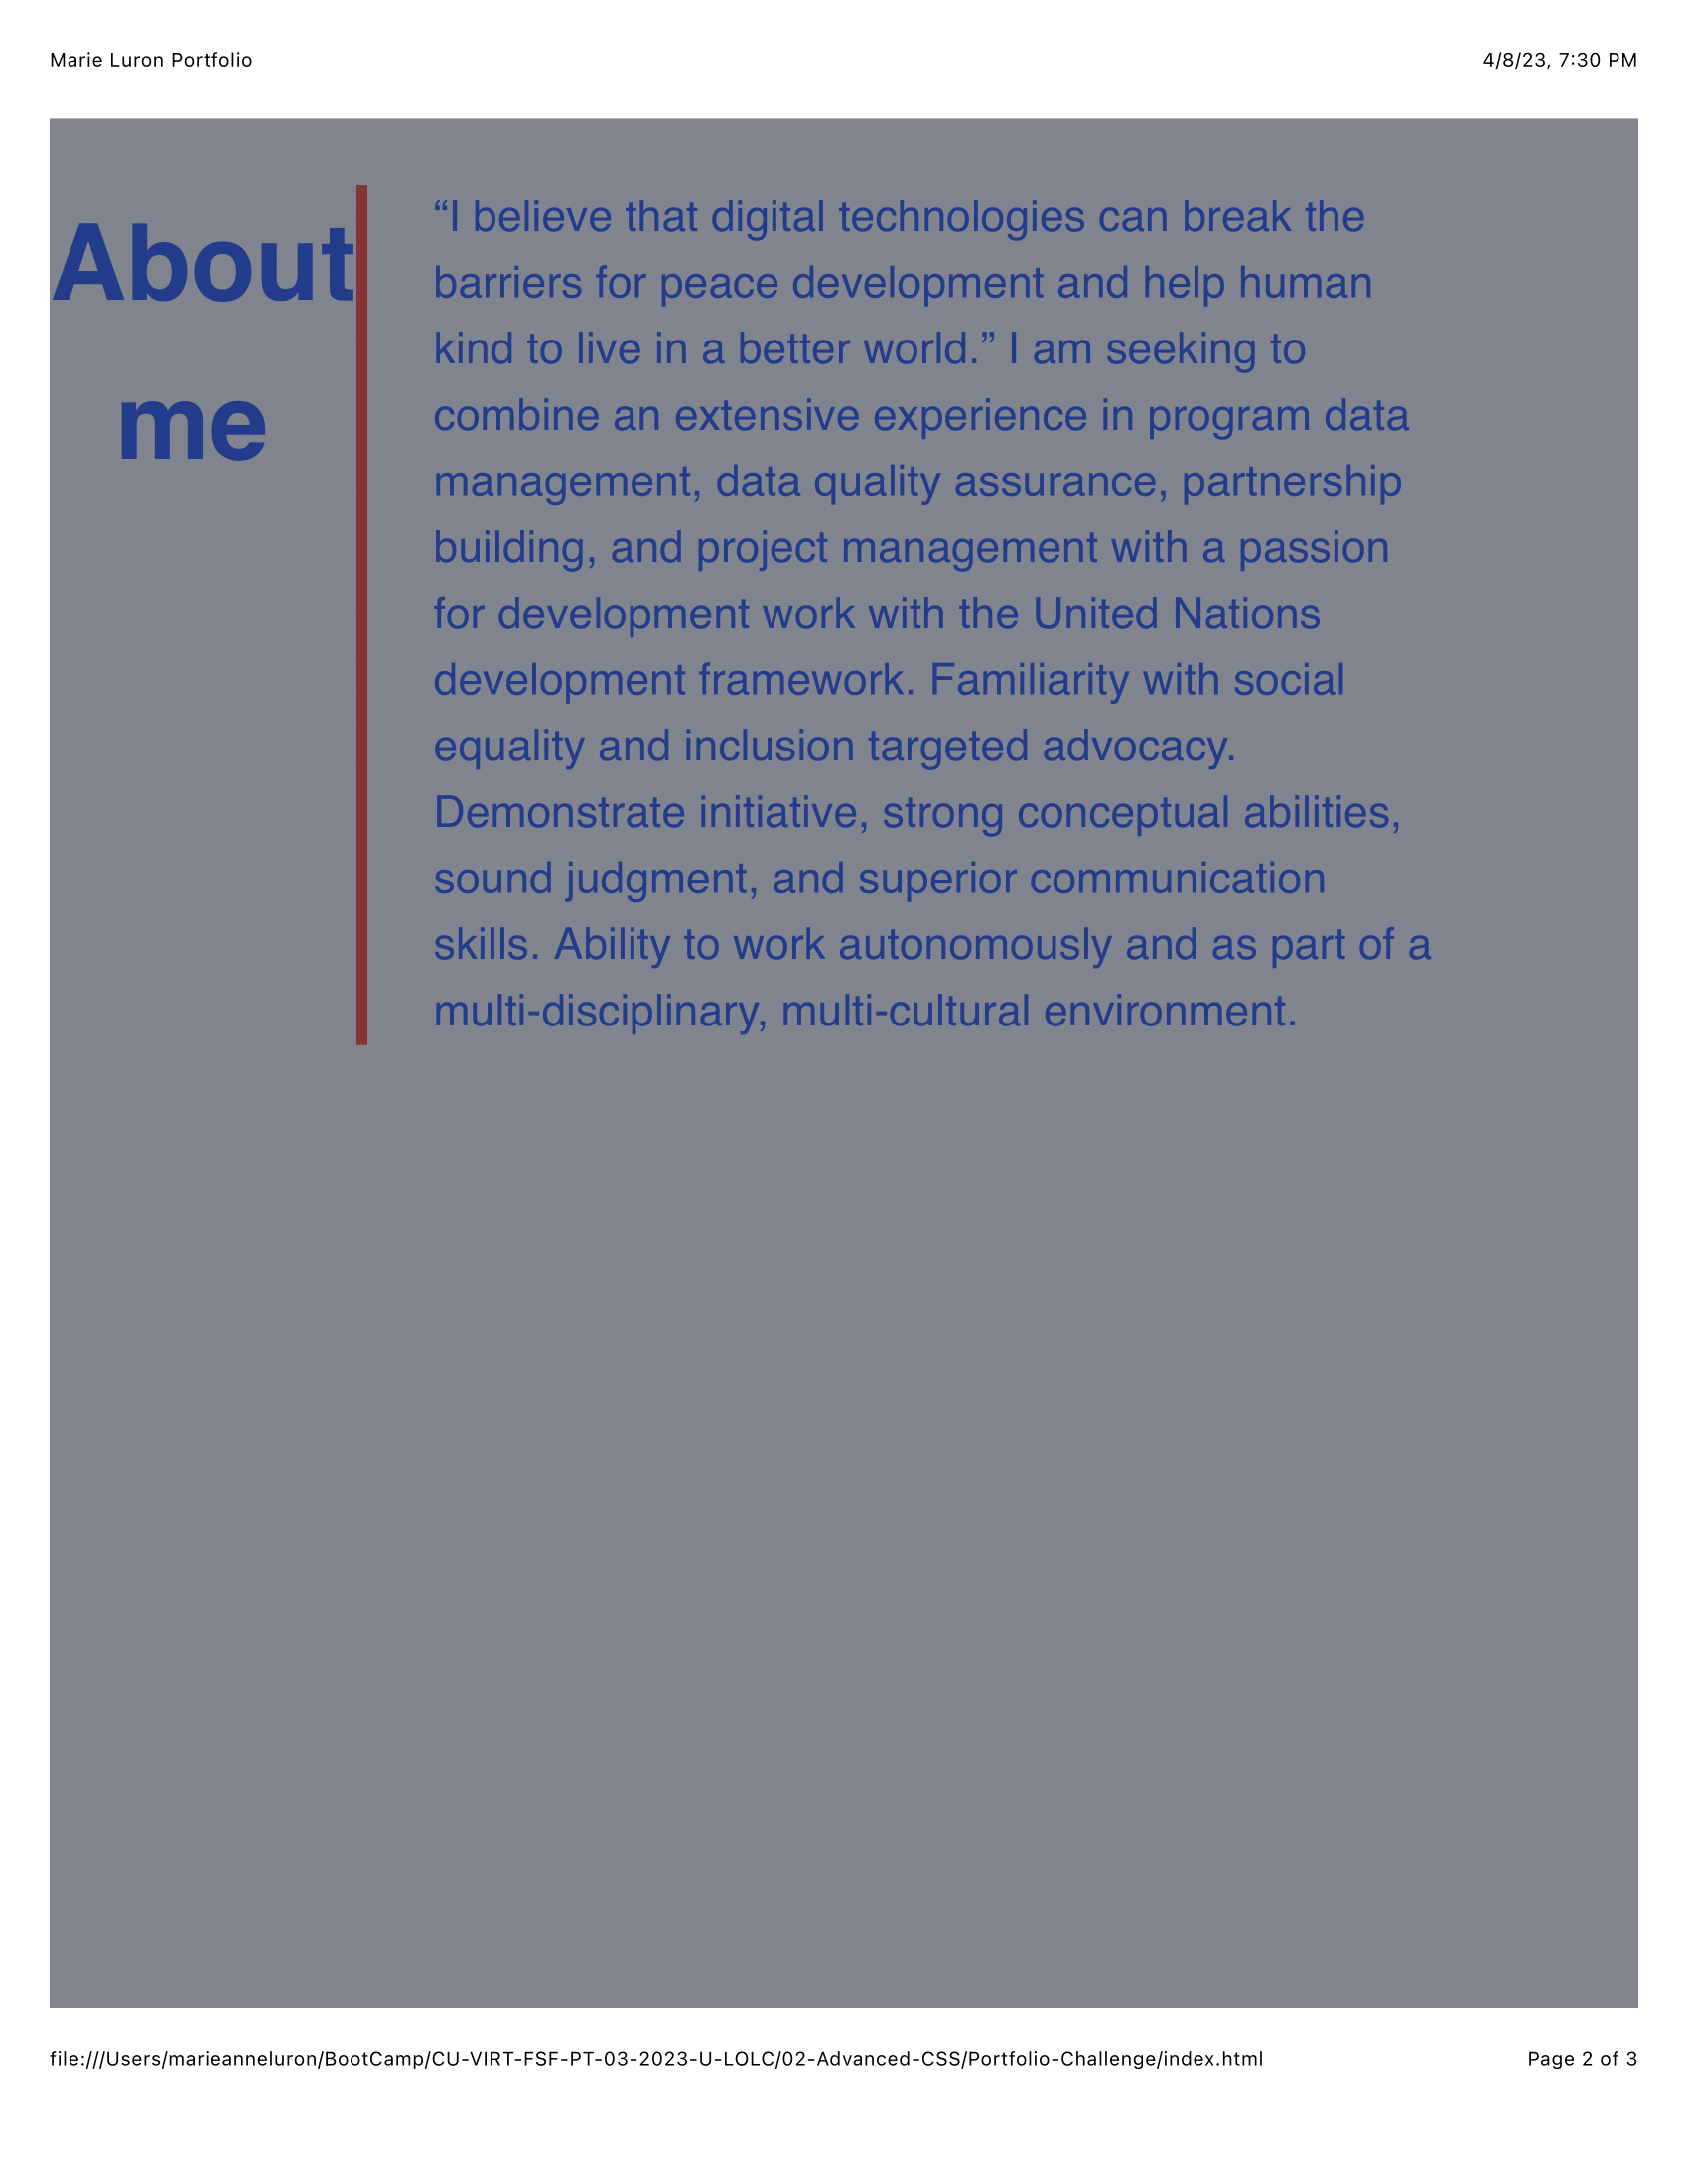 Marie Luron Portfolio
4/8/23, 7:30 PM
About
me
“I believe that digital technologies can break the
barriers for peace development and help human
kind to live in a better world.” I am seeking to
combine an extensive experience in program data
management, data quality assurance, partnership
building, and project management with a passion
for development work with the United Nations
development framework. Familiarity with social
equality and inclusion targeted advocacy.
Demonstrate initiative, strong conceptual abilities,
sound judgment, and superior communication
skills. Ability to work autonomously and as part of a
multi-disciplinary, multi-cultural environment.
file:///Users/marieanneluron/BootCamp/CU-VIRT-FSF-PT-03-2023-U-LOLC/02-Advanced-CSS/Portfolio-Challenge/index.html
Page 2 of 3